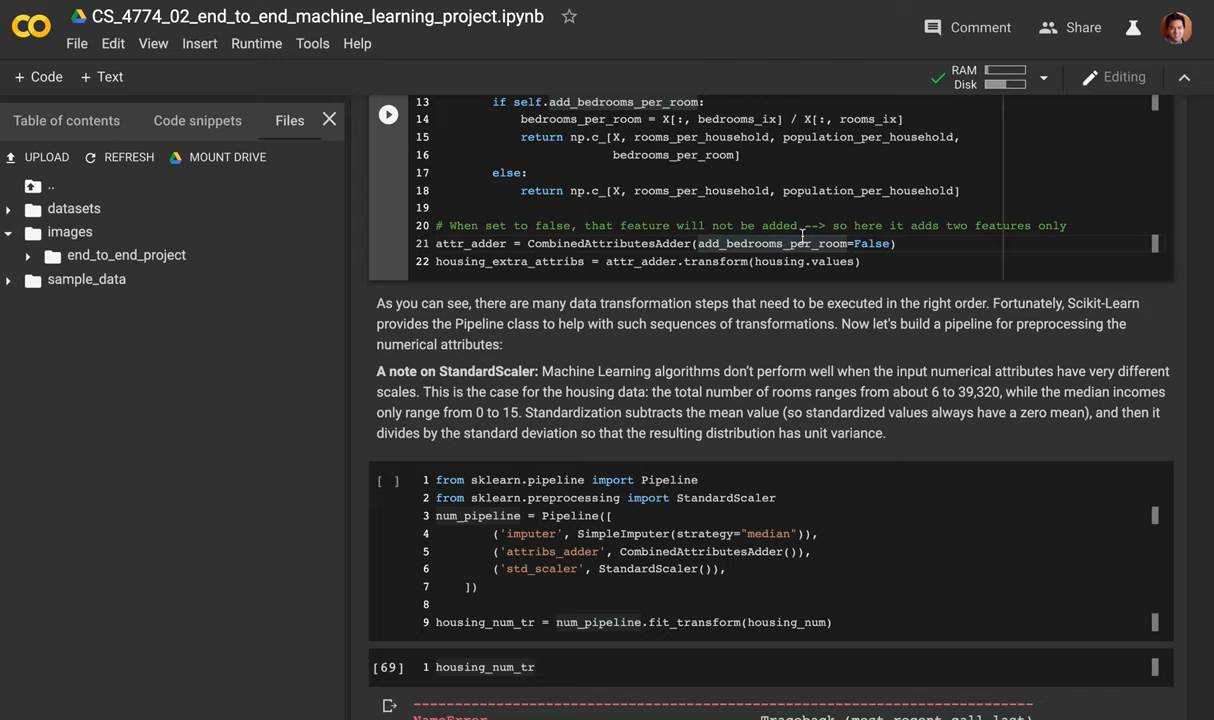 CS_4774_02_end_to_end_machine_learning_project.ipynb
File Edit View Insert Runtime Tools Help
Comment
Share
+ Code + Text
RAM
Disk
Editing
Table of contents Code snippets Files
UPLOAD REFRESH MOUNT DRIVE
..
datasets
images
end_to_end_project
sample_data
13 if self.add_bedrooms_per_room:
14 bedrooms_per_room = X[:, bedrooms_ix] / X[:, rooms_ix]
15 return np.c_[X, rooms_per_household, population_per_household,
16 bedrooms_per_room]
17 else:
18 return np.c_[X, rooms_per_household, population_per_household]
19
20 # When set to false, that feature will not be added --> so here it adds two features only
21 attr_adder = CombinedAttributesAdder(add_bedrooms_per_room=False)
22 housing_extra_attribs = attr_adder.transform(housing.values)
As you can see, there are many data transformation steps that need to be executed in the right order. Fortunately, Scikit-Learn
provides the Pipeline class to help with such sequences of transformations. Now let's build a pipeline for preprocessing the
numerical attributes:
A note on StandardScaler: Machine Learning algorithms don’t perform well when the input numerical attributes have very different
scales. This is the case for the housing data: the total number of rooms ranges from about 6 to 39,320, while the median incomes
only range from 0 to 15. Standardization subtracts the mean value (so standardized values always have a zero mean), and then it
divides by the standard deviation so that the resulting distribution has unit variance.
[ ] 1 from sklearn.pipeline import Pipeline
2 from sklearn.preprocessing import StandardScaler
3 num_pipeline = Pipeline([
4 ('imputer', SimpleImputer(strategy="median")),
5 ('attribs_adder', CombinedAttributesAdder()),
6 ('std_scaler', StandardScaler()),
7 ])
8
9 housing_num_tr = num_pipeline.fit_transform(housing_num)
[69] 1 housing_num_tr
---------------------------------------------------------------------------
NameError Traceback (most recent call last)